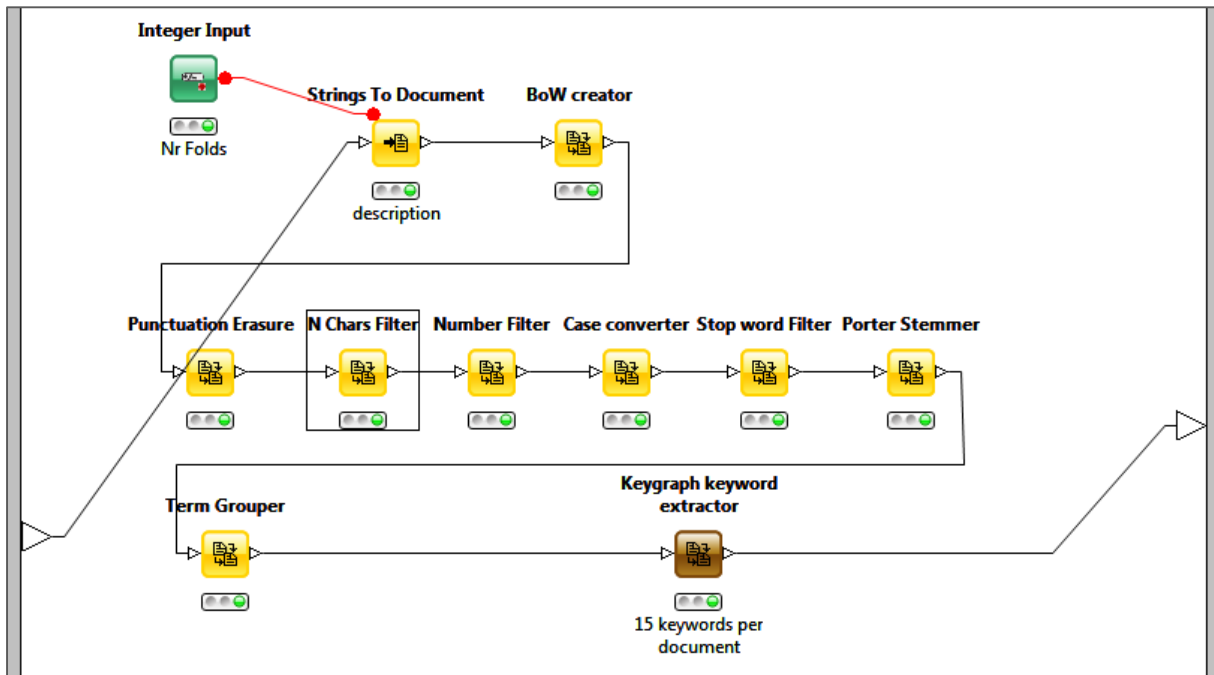 Integer Input
Nr Folds
Strings To Document
description
BoW creator
Punctuation Erasure
N Chars Filter
Number Filter
Case converter
Stop word Filter
Porter Stemmer
Term Grouper
Keygraph keyword
extractor
15 keywords per
document